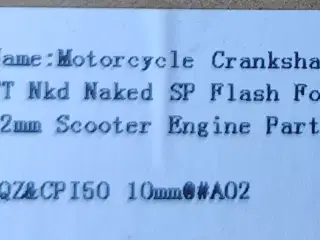 Name:Motorcycle Cranksha
T Nkd Naked SP Flash Fo
2mm Scooter Engine Part
QZ&CPI50 10mm@#A02